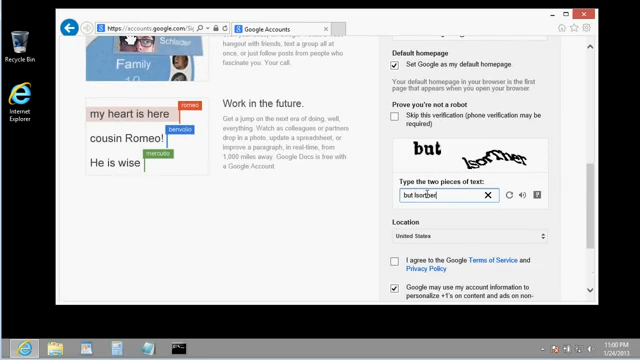 https://accounts.google.com/Si
Google Accounts
Recycle Bin
Internet
Explorer
Schlieder
Family
hangout with friends, text a group all at
once, or just follow posts from people who
fascinate you. Your call.
my heart is here
romeo
cousin Romeo!
benvolio
mercutio
He is wise
Work in the future.
Get a jump on the next era of doing, well,
everything. Watch as colleagues or partners
drop in a photo, update a spreadsheet, or
improve a paragraph, in real-time, from
1,000 miles away. Google Docs is free with
a Google Account.
Default homepage
Set Google as my default homepage.
Your default homepage in your browser is the first
page that appears when you open your browser.
Prove you're not a robot
Skip this verification (phone verification may be
required)
but
Type the two pieces of text:
Location
United States
I agree to the Google Terms of Service and
Privacy Policy
Google may use my account information to
personalize +1's on content and ads on non-
11:00 PM
1/24/2013